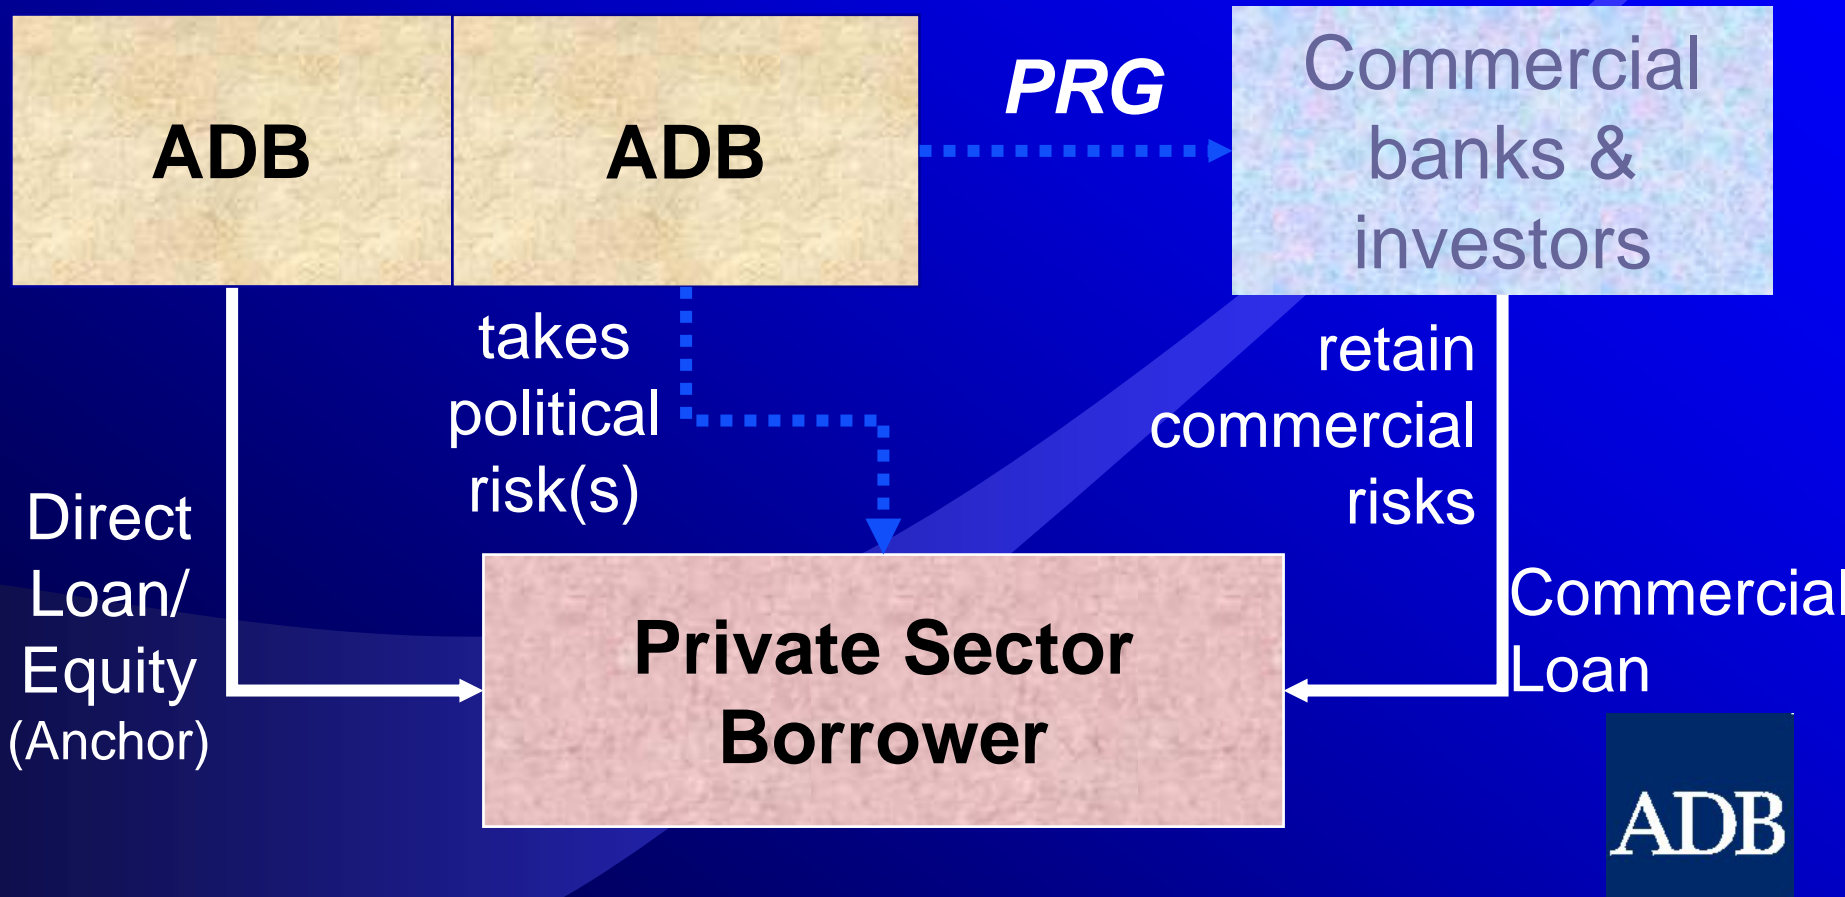 ADB
ADB
PRG
Commercial
banks &
investors
takes
political
risk(s)
retain
commercial
risks
Direct
Loan/
Equity
(Anchor)
Commercial
Loan
Private Sector
Borrower
ADB